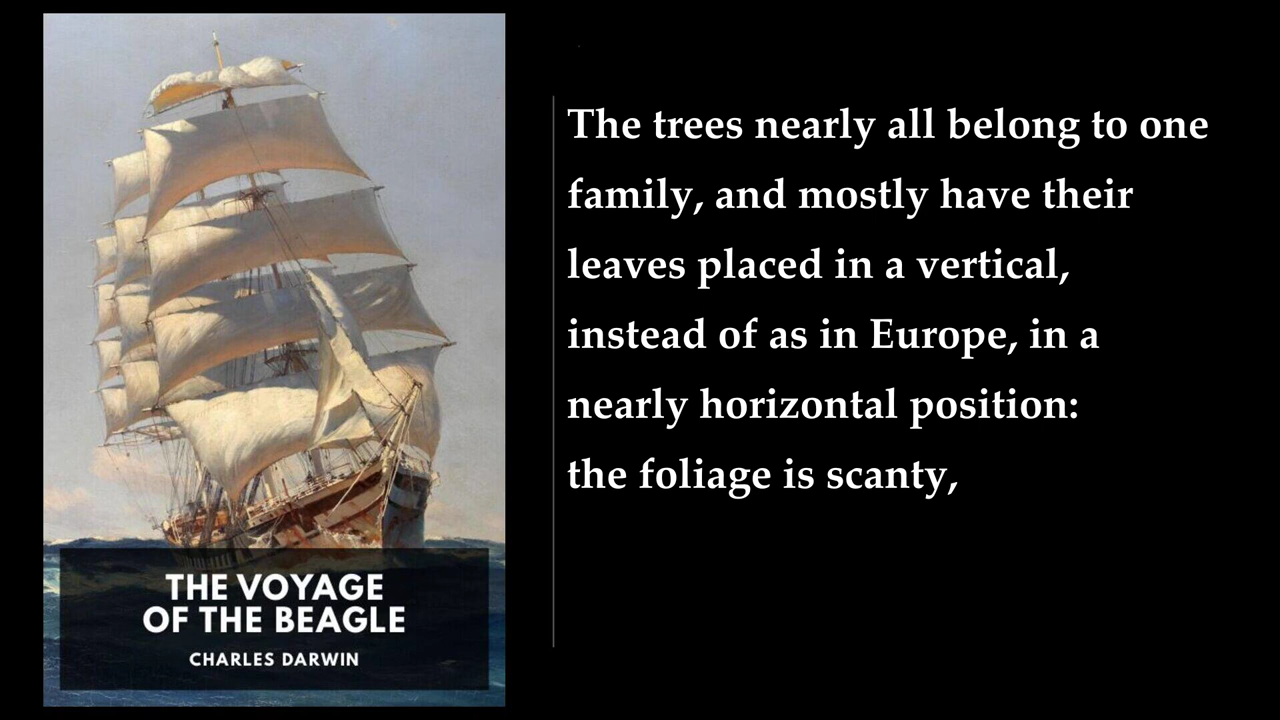 The trees nearly all belong to one
family, and mostly have their
leaves placed in a vertical,
instead of as in Europe, in a
nearly horizontal position:
the foliage is scanty,
THE VOYAGE
OF THE BEAGLE
CHARLES DARWIN